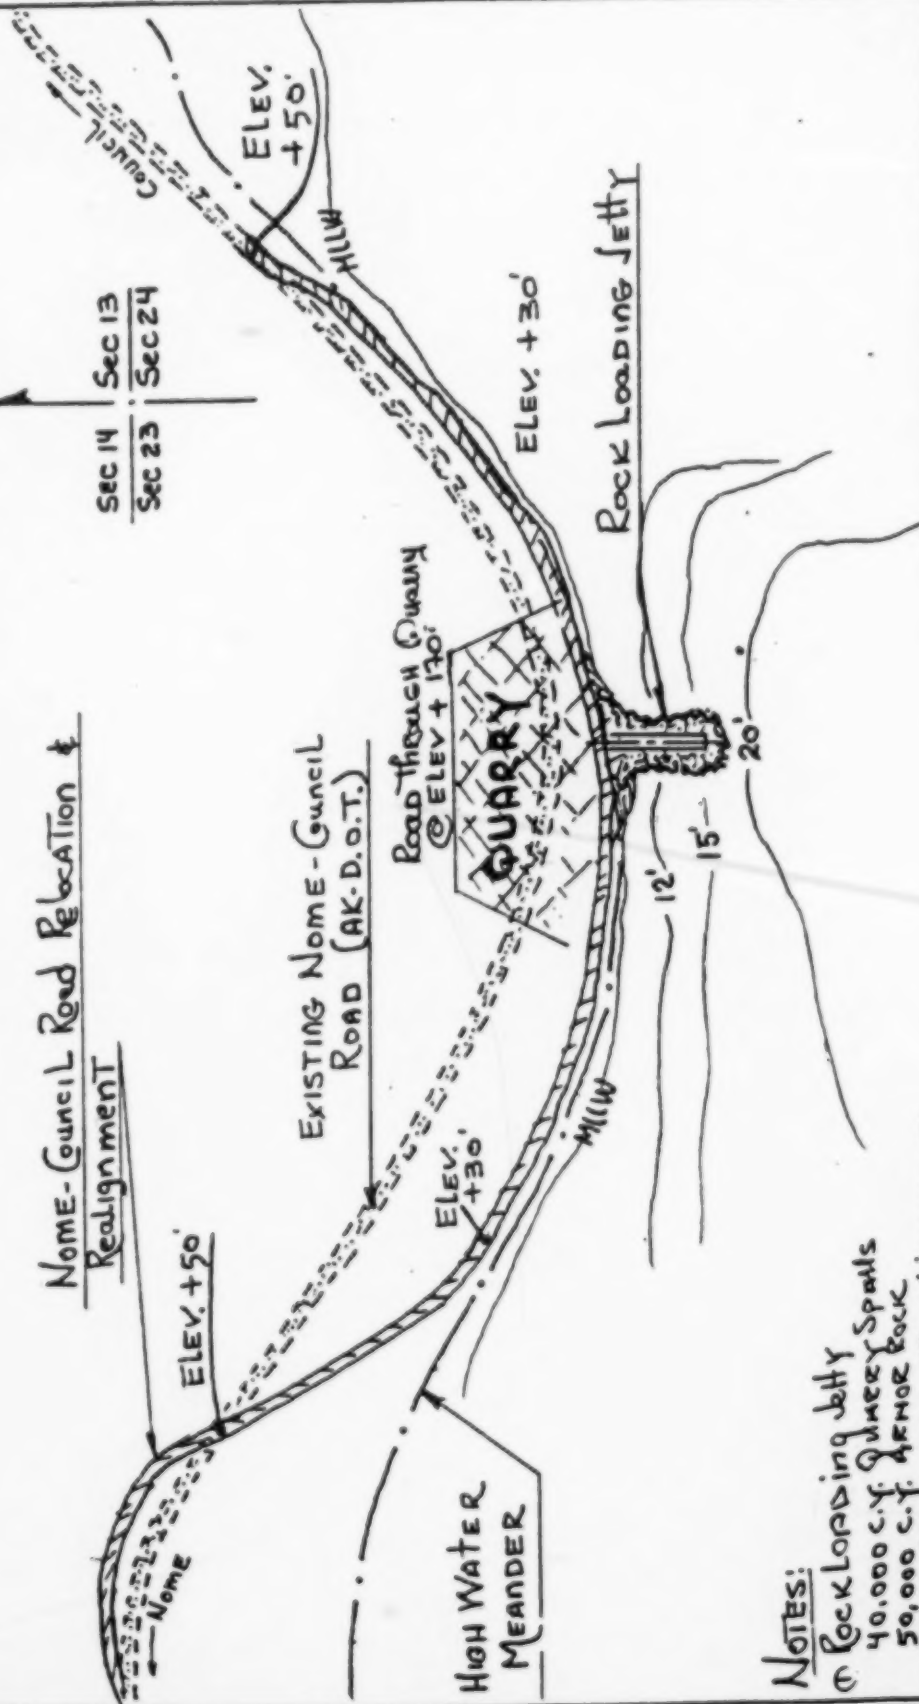 Nome-Council Road Relocation &
Realignment
Sec 14 Sec 13
Sec 23 Sec 24
Council
Elev.
+50'
MLLW
Existing Nome-Council
Road (AK.D.O.T.)
Road through Quarry
@ Elev + 170'
QUARRY
Elev. +30'
Rock Loading Jetty
Elev. +50'
Nome
Elev.
+30'
MLLW
High Water
Meander
12'
15'
20'
Notes:
Rock Loading Jetty
40,000 c.y. Quarry Spalls
50,000 c.y. Armor Rock